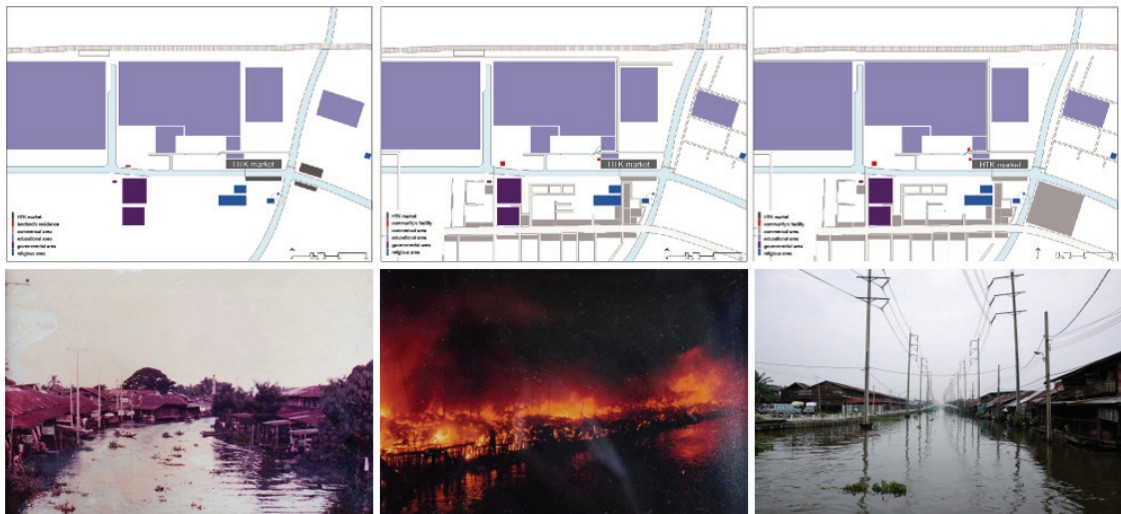 HTK market
HTK market
landlord's residence
commercial area
educational area
governmental area
religious area
HTK market
HTK market
community's facility
commercial area
educational area
governmental area
religious area
HTK market
HTK market
community's facility
commercial area
educational area
governmental area
religious area